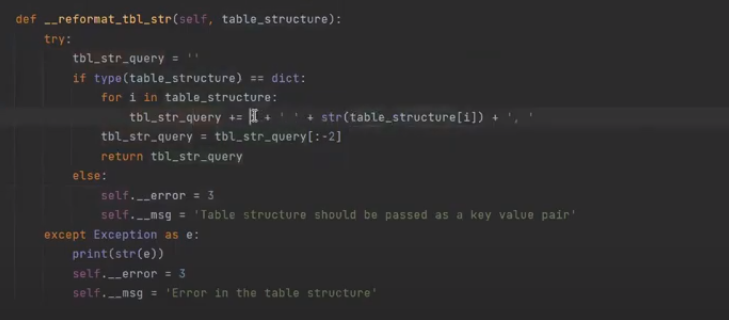 def __reformat_tbl_str(self, table_structure):
    try:
        tbl_str_query = ''
        if type(table_structure) == dict:
            for i in table_structure:
                tbl_str_query += i + ' ' + str(table_structure[i]) + ', '
            tbl_str_query = tbl_str_query[:-2]
            return tbl_str_query
        else:
            self.__error = 3
            self.__msg = 'Table structure should be passed as a key value pair'
    except Exception as e:
        print(str(e))
        self.__error = 3
        self.__msg = 'Error in the table structure'